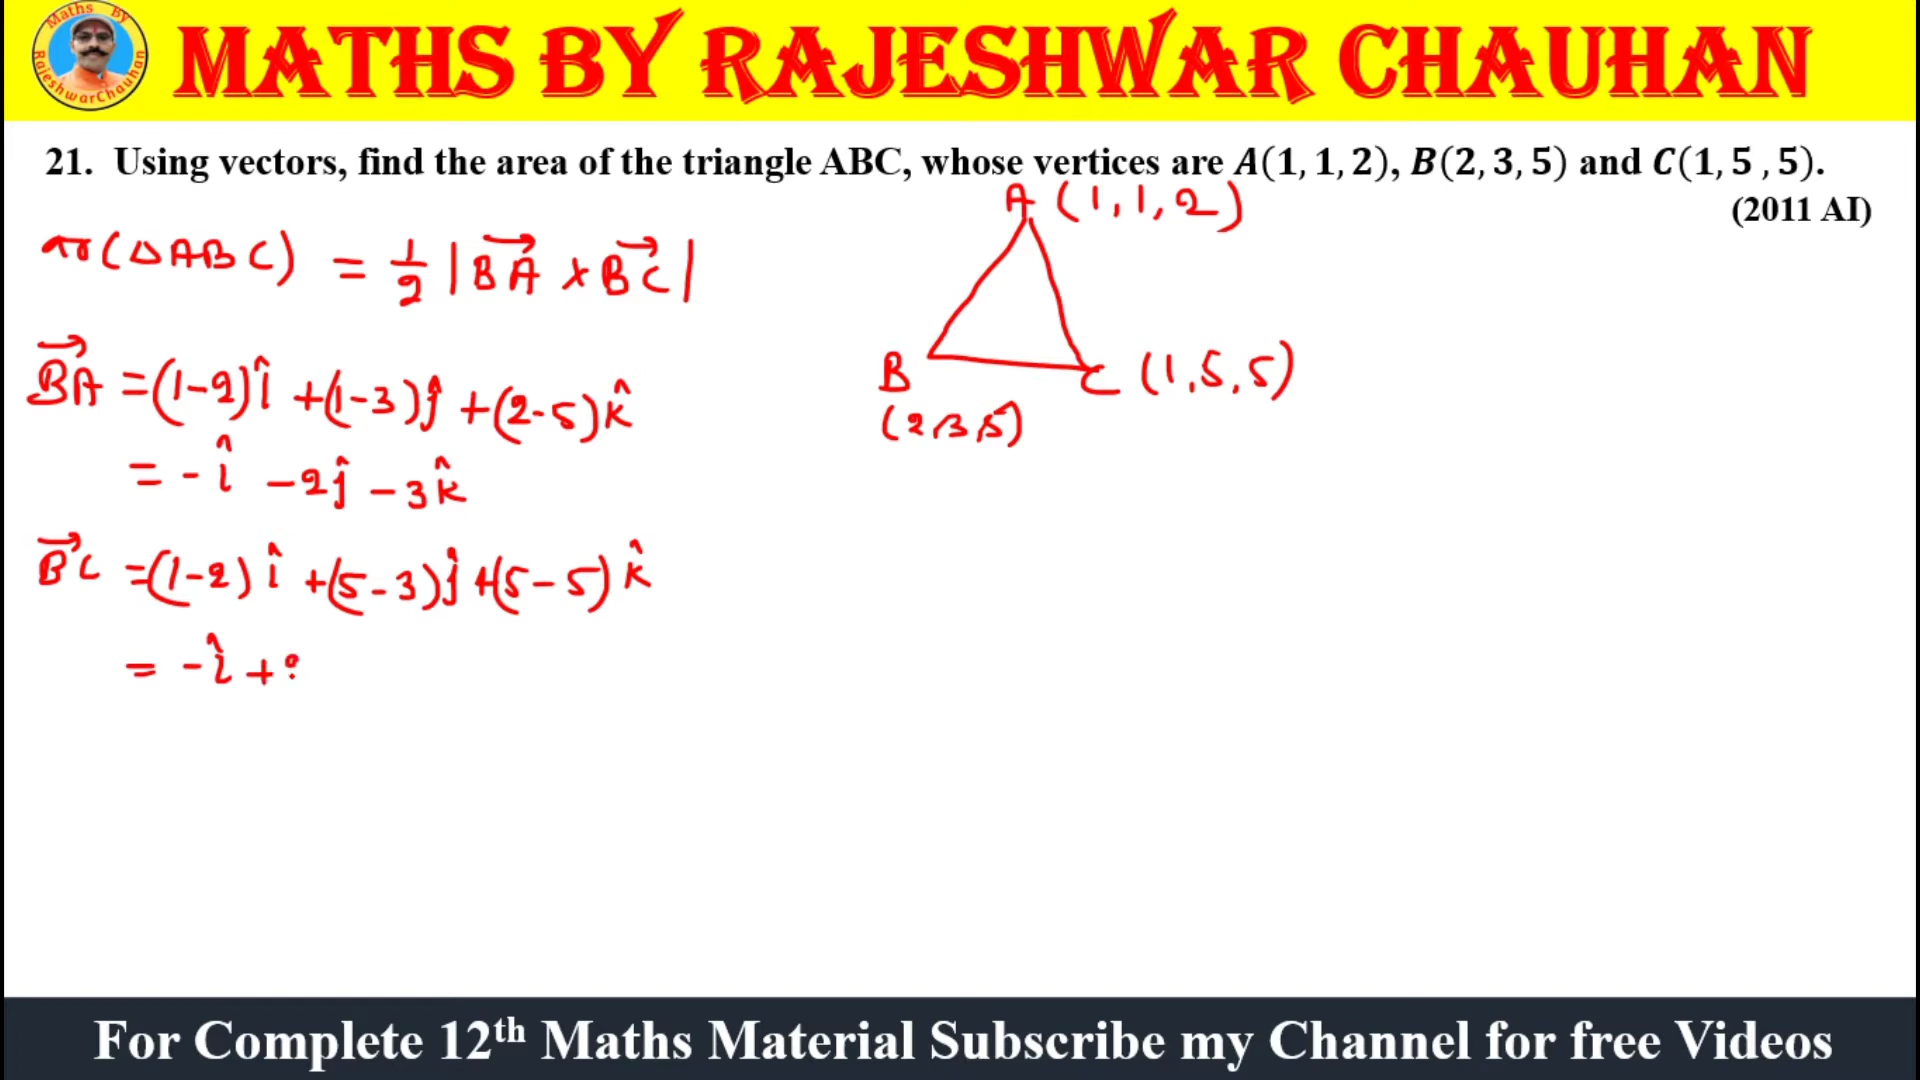 Maths By
RajeshwarChauhan
MATHS BY RAJESHWAR CHAUHAN
21. Using vectors, find the area of the triangle ABC, whose vertices are A(1, 1, 2), B(2, 3, 5) and C(1, 5 , 5).
(2011 AI)
A (1, 1, 2)
ar(△ABC) = 1/2 |BA⃗ × BC⃗|
BA⃗ = (1-2)î + (1-3)ĵ + (2-5)k̂
B
C (1, 5, 5)
(2,3,5)
= -î - 2ĵ - 3k̂
BC⃗ = (1-2)î + (5-3)ĵ + (5-5)k̂
= -î +
For Complete 12th Maths Material Subscribe my Channel for free Videos